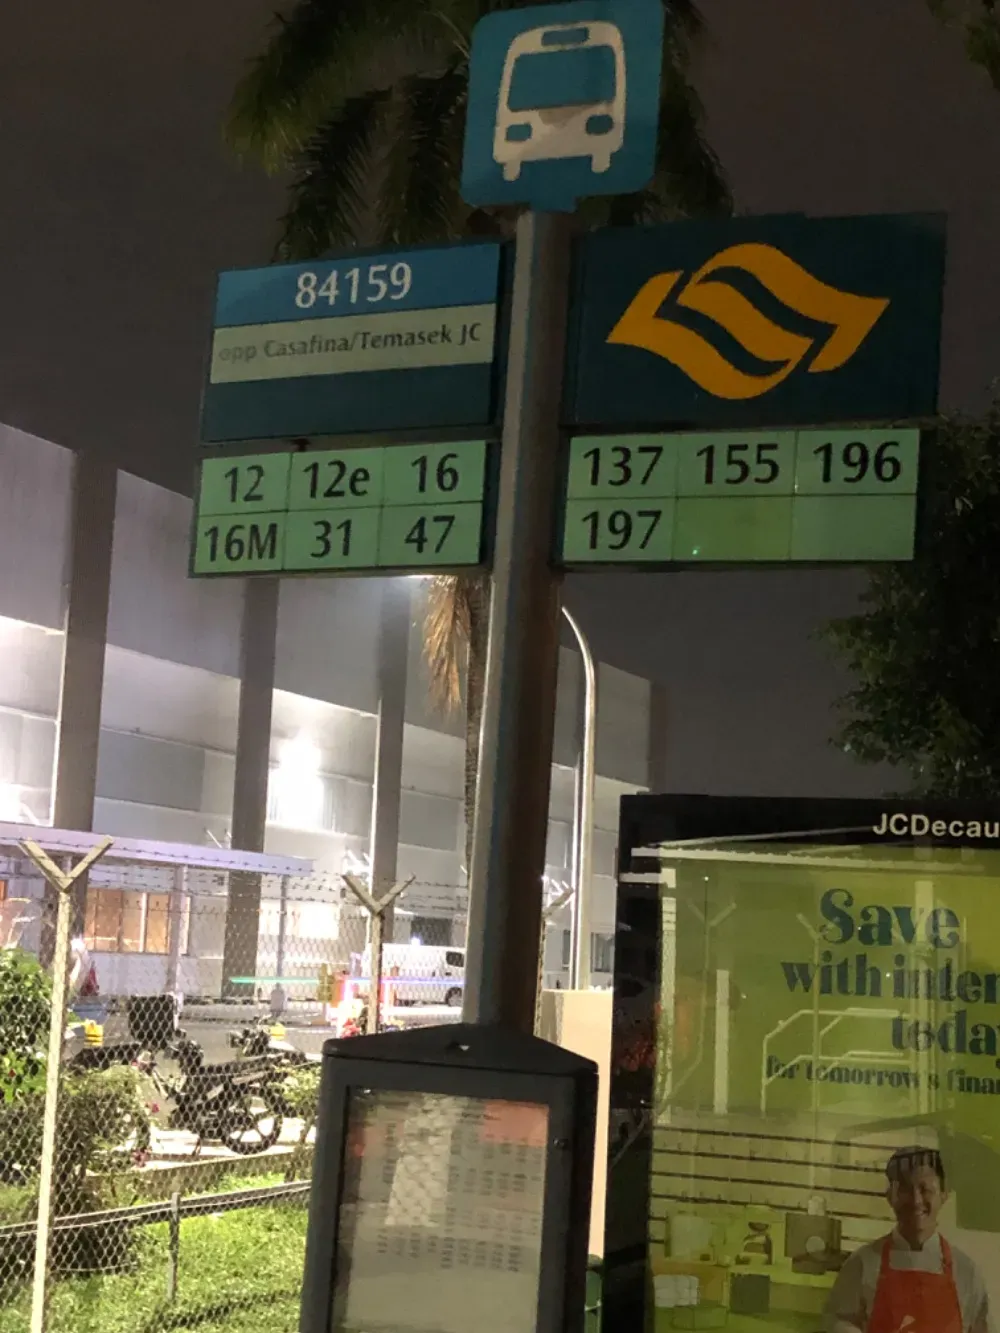 84159
opp Casafina/Temasek JC
12 12e 16
16M 31 47
137 155 196
197
JCDecau
Save
with inter
today
for tomorrow's finan